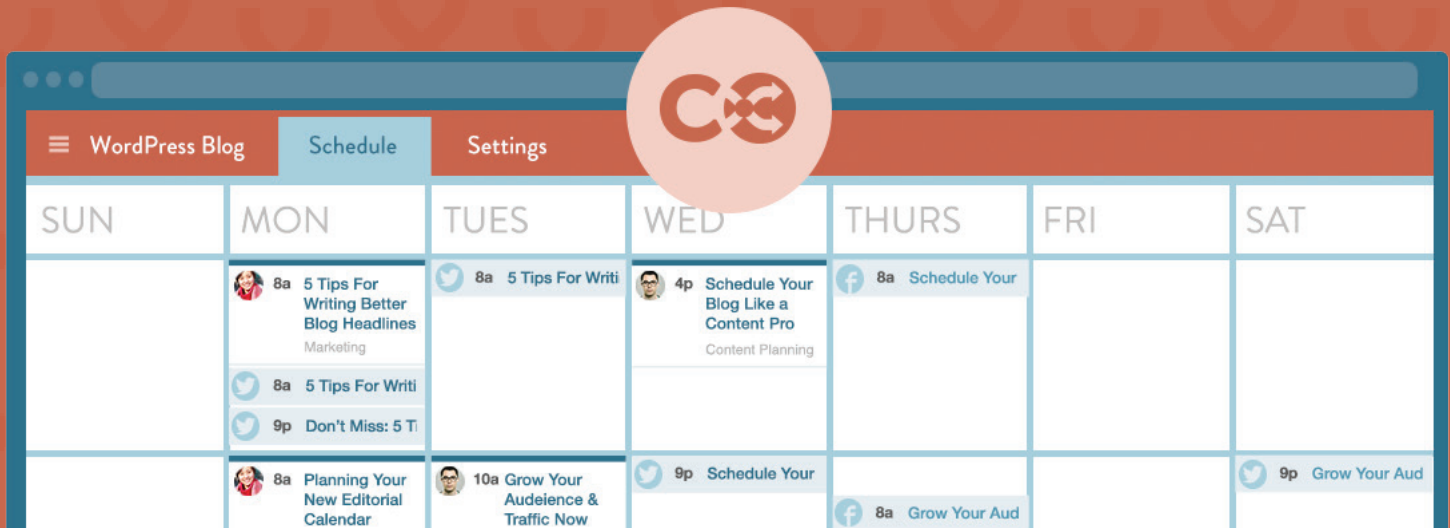 WordPress Blog Schedule Settings
SUN MON TUES WED THURS FRI SAT
8a 5 Tips For
Writing Better
Blog Headlines
Marketing
8a 5 Tips For Writi
9p Don't Miss: 5 Ti
8a 5 Tips For Writi
4p Schedule Your
Blog Like a
Content Pro
Content Planning
8a Schedule Your
8a Planning Your
New Editorial
Calendar
10a Grow Your
Audeience &
Traffic Now
9p Schedule Your
8a Grow Your Aud
9p Grow Your Aud